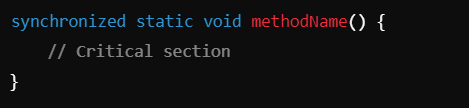 synchronized static void methodName() {
    // Critical section
}